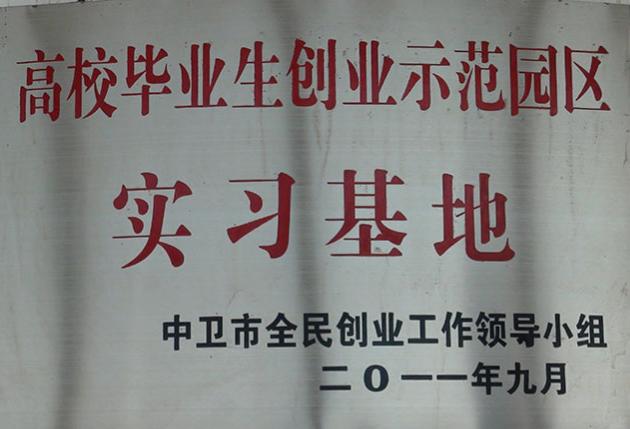 高校毕业生创业示范园区
实习基地
中卫市全民创业工作领导小组
二O一一年九月